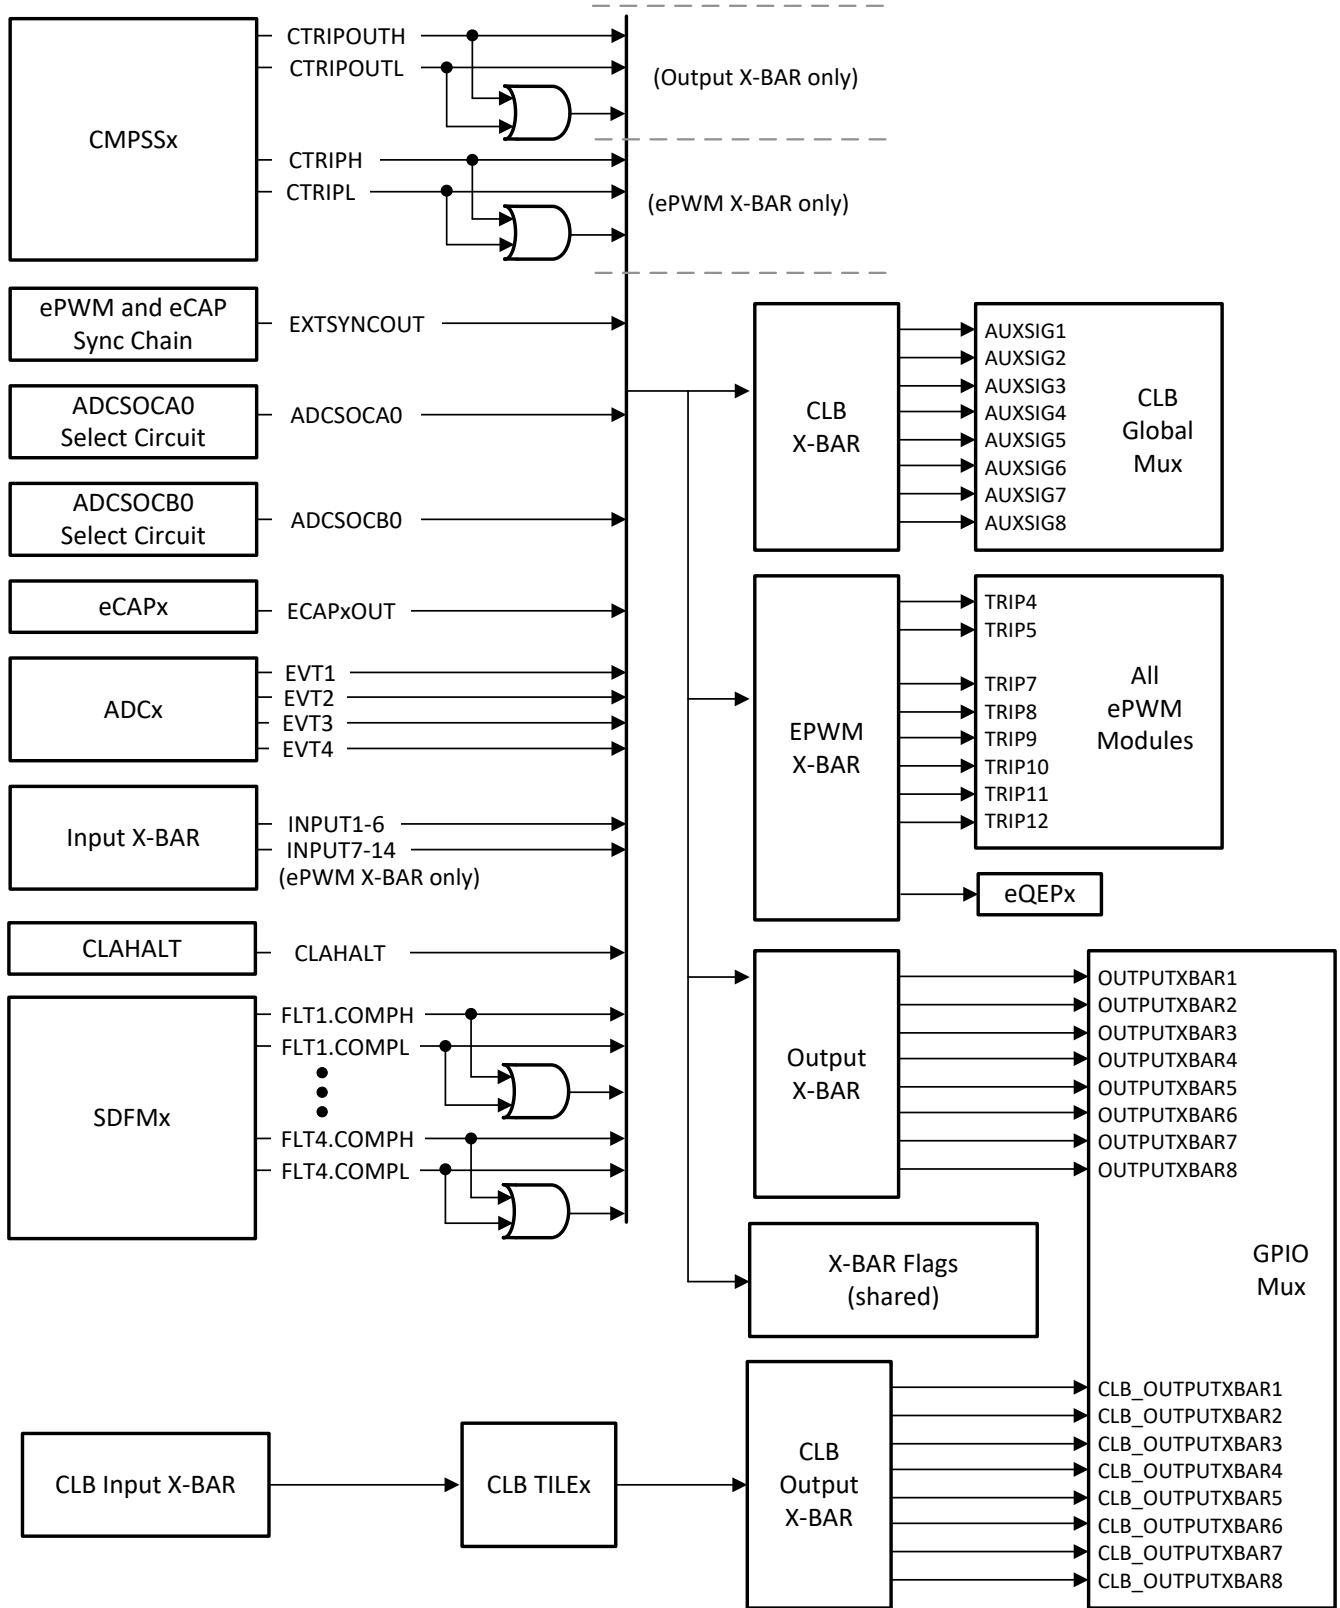 CMPSSx
CTRIPOUTH
CTRIPOUTL
(Output X-BAR only)
CTRIPH
CTRIPL
(ePWM X-BAR only)
ePWM and eCAP
Sync Chain
EXTSYNCOUT
ADCSOCA0
Select Circuit
ADCSOCA0
ADCSOCB0
Select Circuit
ADCSOCB0
eCAPx
ECAPxOUT
ADCx
EVT1
EVT2
EVT3
EVT4
Input X-BAR
INPUT1-6
INPUT7-14
(ePWM X-BAR only)
CLAHALT
CLAHALT
SDFMx
FLT1.COMPH
FLT1.COMPL
FLT4.COMPH
FLT4.COMPL
CLB
X-BAR
AUXSIG1
AUXSIG2
AUXSIG3
AUXSIG4
AUXSIG5
AUXSIG6
AUXSIG7
AUXSIG8
CLB
Global
Mux
EPWM
X-BAR
TRIP4
TRIP5
TRIP7
TRIP8
TRIP9
TRIP10
TRIP11
TRIP12
All
ePWM
Modules
eQEPx
Output
X-BAR
OUTPUTXBAR1
OUTPUTXBAR2
OUTPUTXBAR3
OUTPUTXBAR4
OUTPUTXBAR5
OUTPUTXBAR6
OUTPUTXBAR7
OUTPUTXBAR8
X-BAR Flags
(shared)
GPIO
Mux
CLB Input X-BAR
CLB TILEx
CLB
Output
X-BAR
CLB_OUTPUTXBAR1
CLB_OUTPUTXBAR2
CLB_OUTPUTXBAR3
CLB_OUTPUTXBAR4
CLB_OUTPUTXBAR5
CLB_OUTPUTXBAR6
CLB_OUTPUTXBAR7
CLB_OUTPUTXBAR8